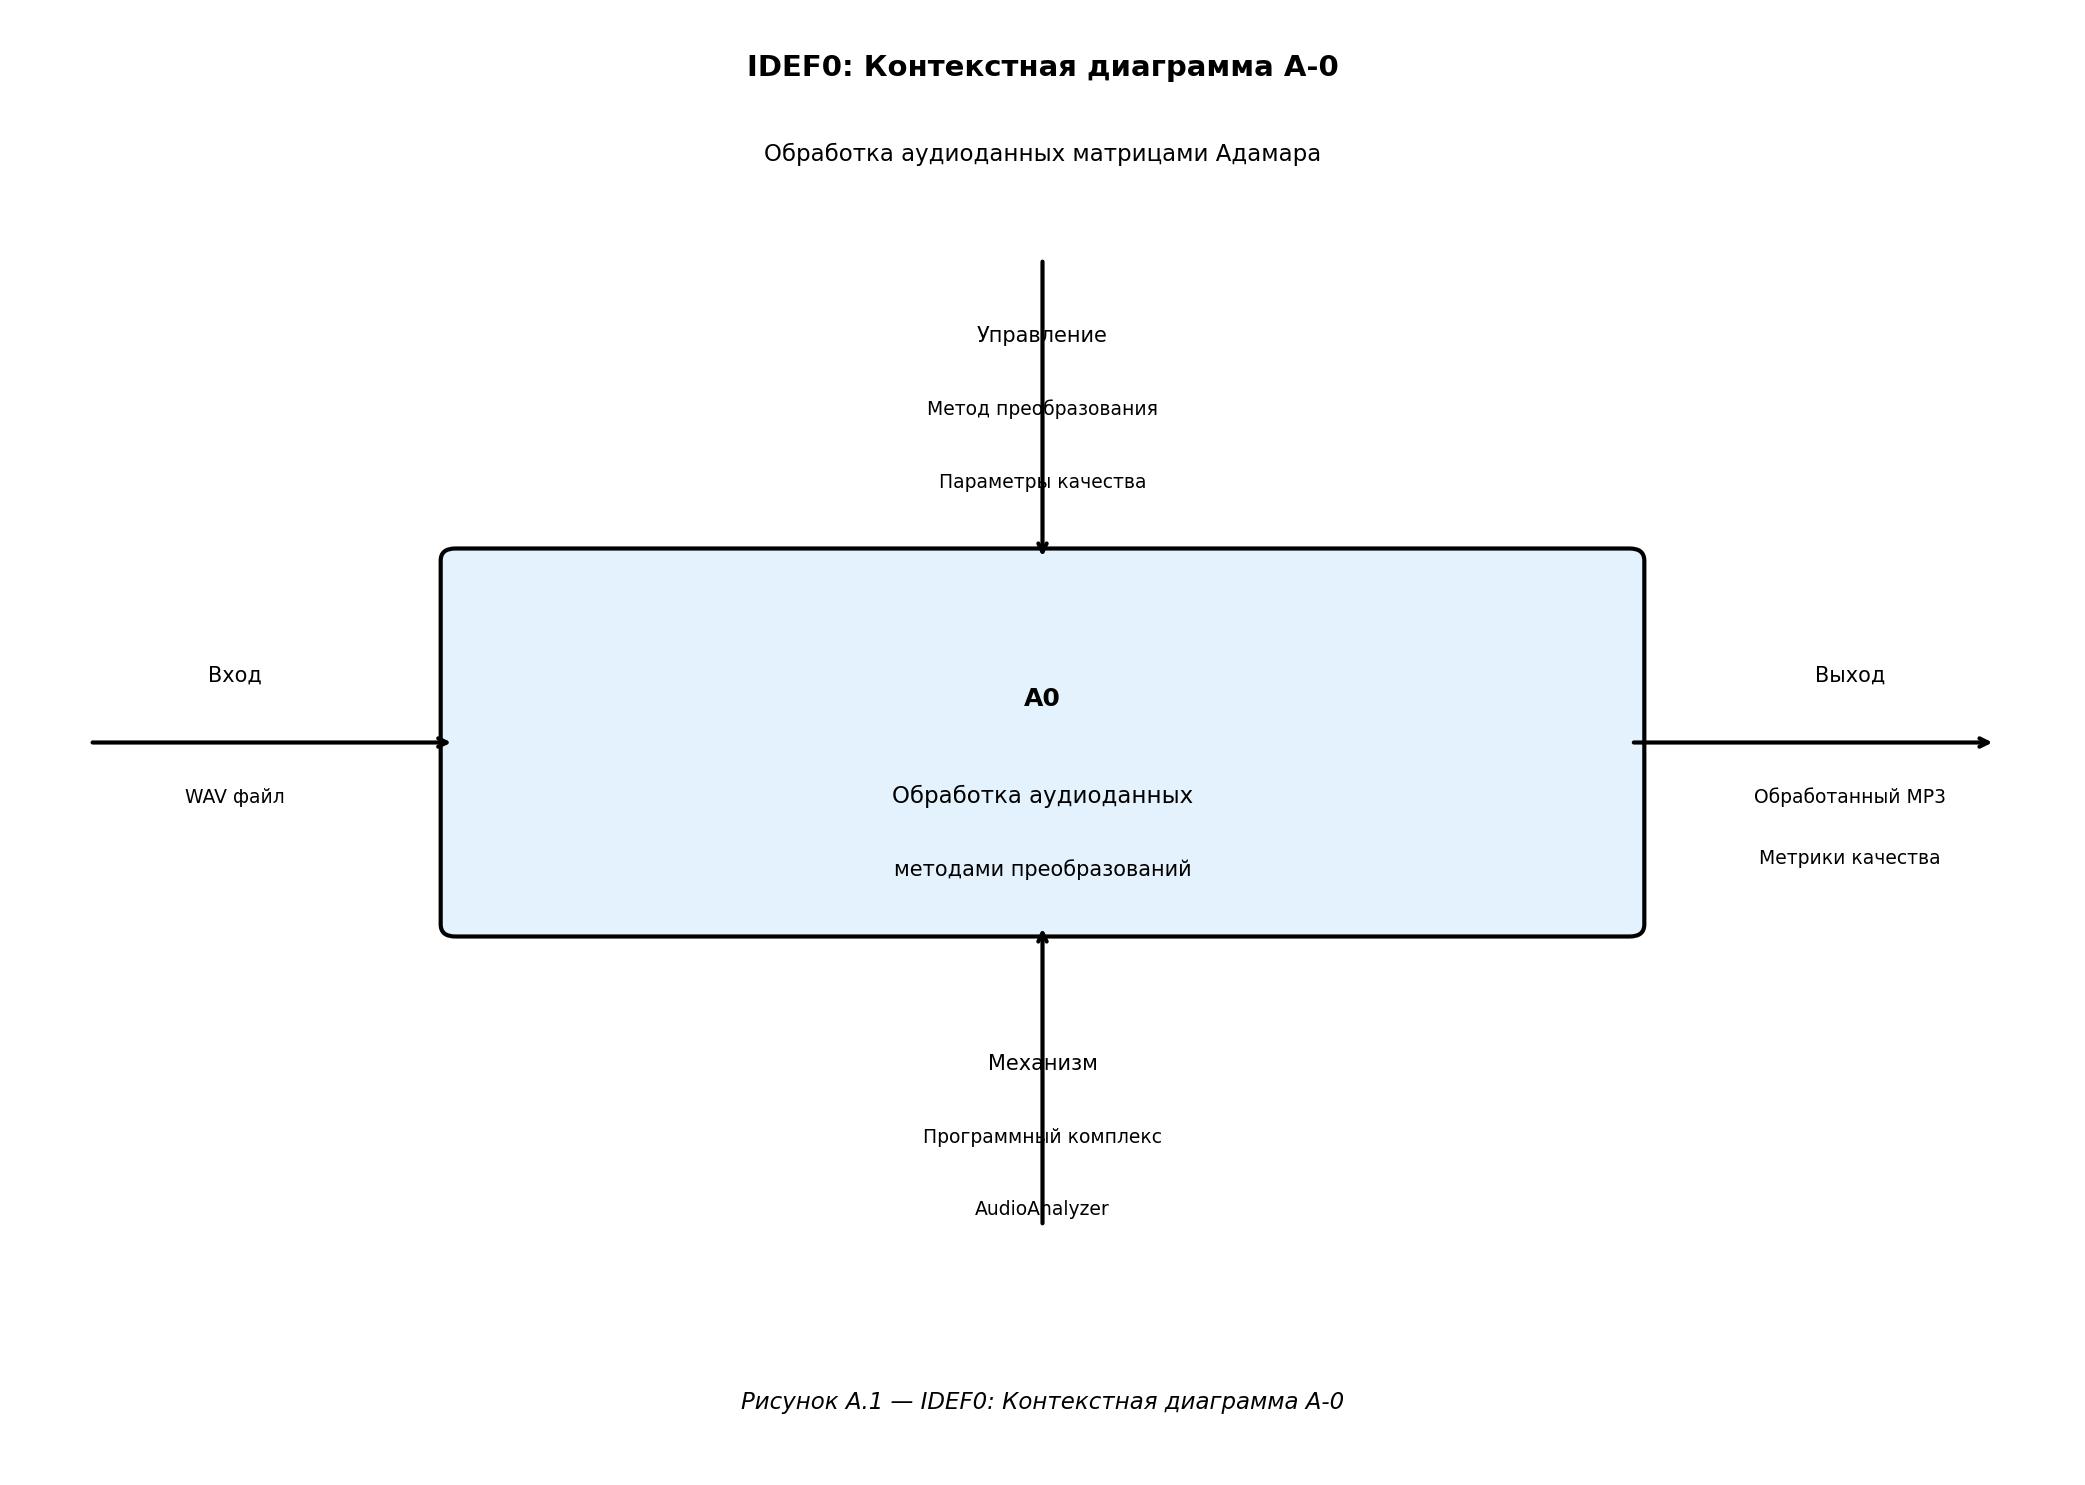 IDEF0: Контекстная диаграмма A-0
Обработка аудиоданных матрицами Адамара
Управление
Метод преобразования
Параметры качества
Вход
WAV файл
A0
Обработка аудиоданных
методами преобразований
Выход
Обработанный MP3
Метрики качества
Механизм
Программный комплекс
AudioAnalyzer
Рисунок А.1 — IDEF0: Контекстная диаграмма A-0